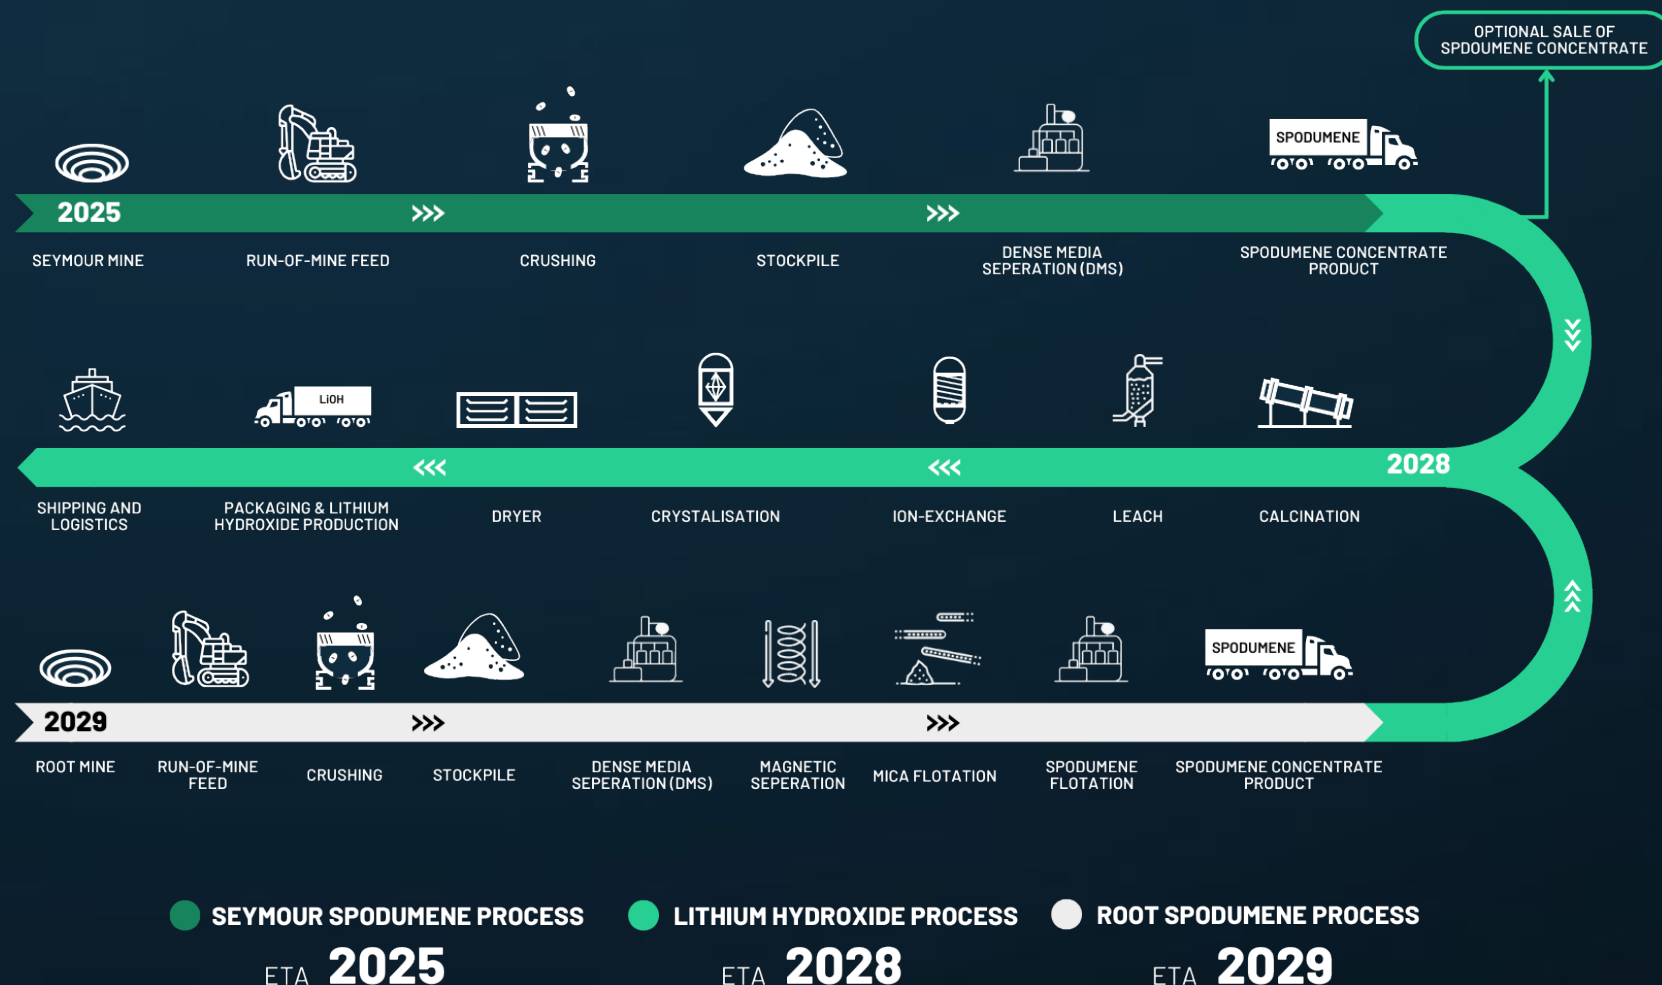 OPTIONAL SALE OF
SPDOUMENE CONCENTRATE
SPODUMENE
2025
SEYMOUR MINE
RUN-OF-MINE FEED
CRUSHING
STOCKPILE
DENSE MEDIA
SEPERATION (DMS)
SPODUMENE CONCENTRATE
PRODUCT
LiOH
2028
SHIPPING AND
LOGISTICS
PACKAGING & LITHIUM
HYDROXIDE PRODUCTION
DRYER
CRYSTALISATION
ION-EXCHANGE
LEACH
CALCINATION
SPODUMENE
2029
ROOT MINE
RUN-OF-MINE
FEED
CRUSHING
STOCKPILE
DENSE MEDIA
SEPERATION (DMS)
MAGNETIC
SEPERATION
MICA FLOTATION
SPODUMENE
FLOTATION
SPODUMENE CONCENTRATE
PRODUCT
SEYMOUR SPODUMENE PROCESS
ETA 2025
LITHIUM HYDROXIDE PROCESS
ETA 2028
ROOT SPODUMENE PROCESS
ETA 2029